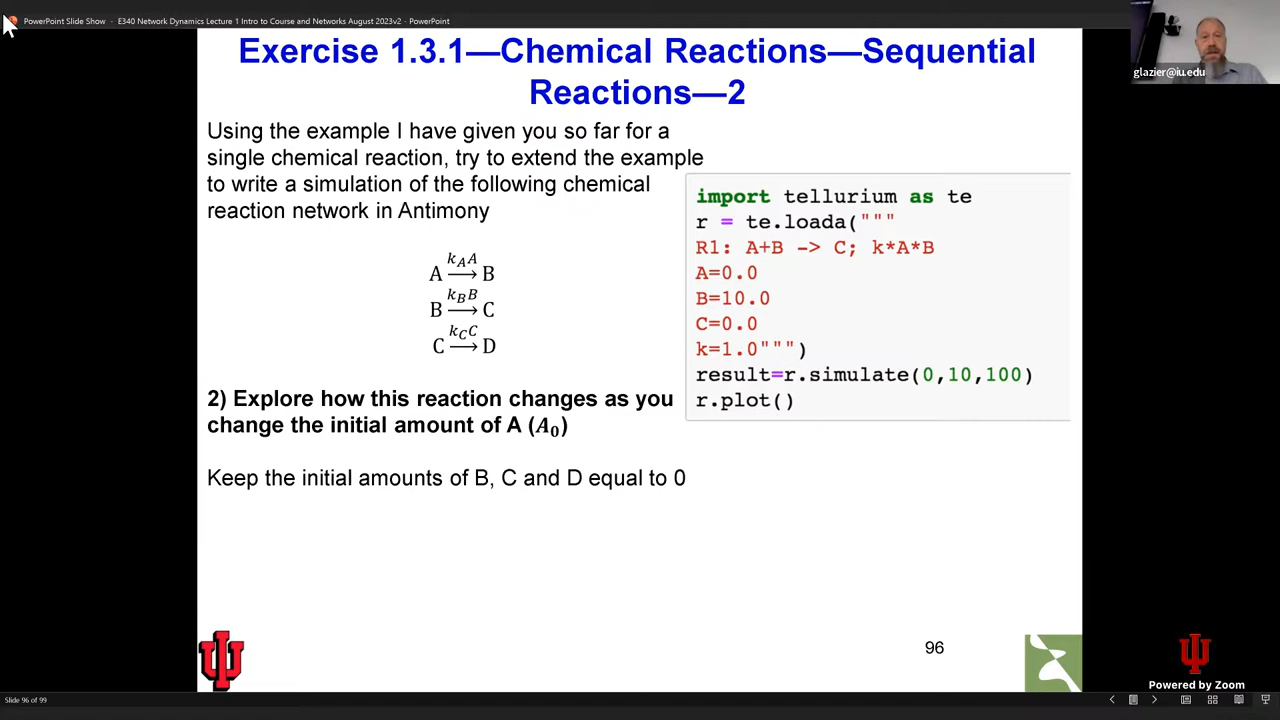 PowerPoint Slide Show - E340 Network Dynamics Lecture 1 Intro to Course and Networks August 2023v2 - PowerPoint
glazier@iu.edu
Exercise 1.3.1—Chemical Reactions—Sequential
Reactions—2
Using the example I have given you so far for a
single chemical reaction, try to extend the example
to write a simulation of the following chemical
reaction network in Antimony
A \xrightarrow{k_A A} B
B \xrightarrow{k_B B} C
C \xrightarrow{k_C C} D
2) Explore how this reaction changes as you
change the initial amount of A (A₀)
Keep the initial amounts of B, C and D equal to 0
import tellurium as te
r = te.loada("""
R1: A+B -> C; k*A*B
A=0.0
B=10.0
C=0.0
k=1.0""")
result=r.simulate(0,10,100)
r.plot()
96
Powered by Zoom
Slide 96 of 99